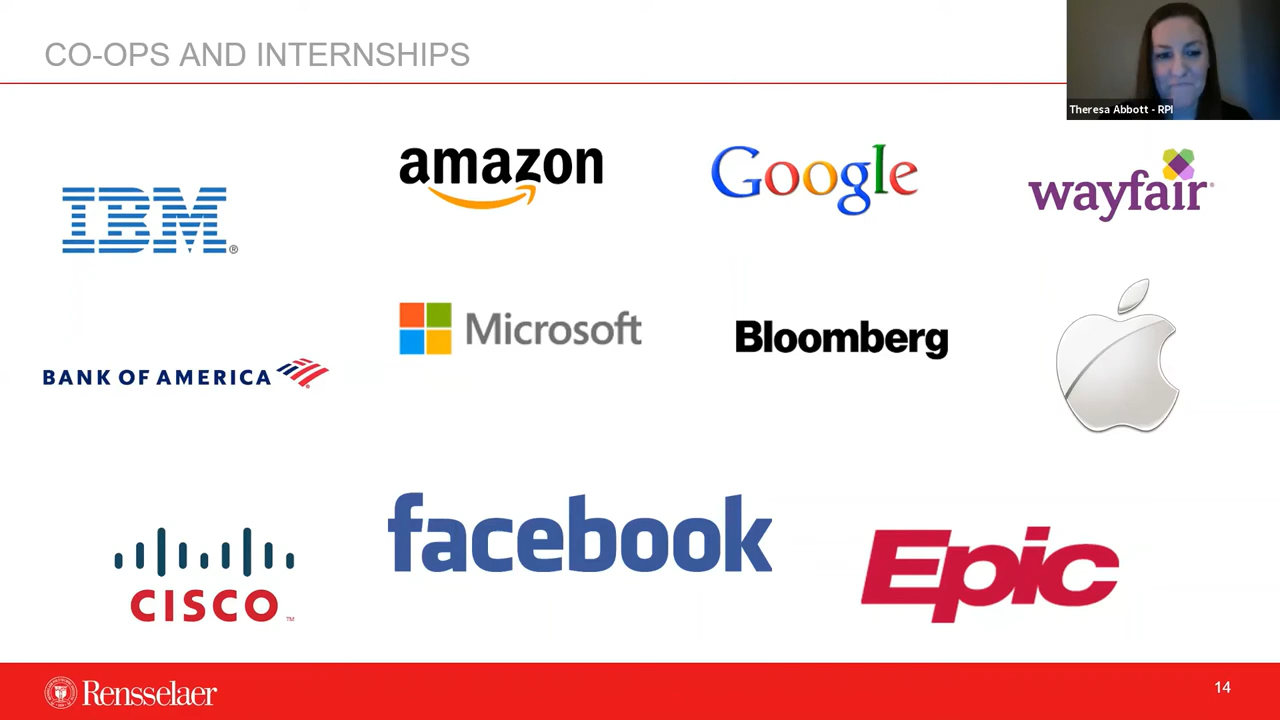 CO-OPS AND INTERNSHIPS
Theresa Abbott - RPI
amazon
Google
wayfair
IBM®
Microsoft
Bloomberg
BANK OF AMERICA
facebook
Epic
CISCO™
Rensselaer
14